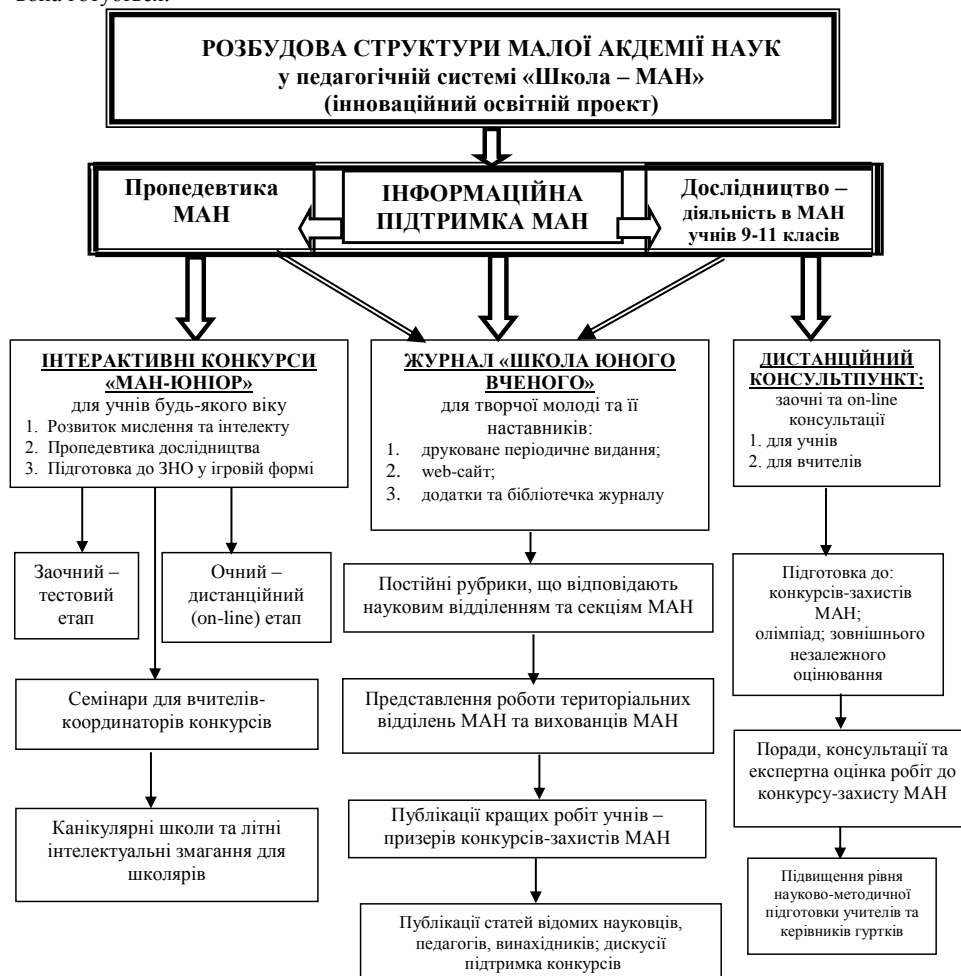 РОЗБУДОВА СТРУКТУРИ МАЛОЇ АКДЕМІЇ НАУК
у педагогічній системі «Школа – МАН»
(інноваційний освітній проект)
Пропедевтика
МАН
ІНФОРМАЦІЙНА
ПІДТРИМКА МАН
Дослідництво –
діяльність в МАН
учнів 9-11 класів
ІНТЕРАКТИВНІ КОНКУРСИ
«МАН-ЮНІОР»
для учнів будь-якого віку
1. Розвиток мислення та інтелекту
2. Пропедевтика дослідництва
3. Підготовка до ЗНО у ігровій формі
ЖУРНАЛ «ШКОЛА ЮНОГО
ВЧЕНОГО»
для творчої молоді та її
наставників:
1. друковане періодичне видання;
2. web-сайт;
3. додатки та бібліотечка журналу
ДИСТАНЦІЙНИЙ
КОНСУЛЬТПУНКТ:
заочні та on-line
консультації
1. для учнів
2. для вчителів
Заочний –
тестовий
етап
Очний –
дистанційний
(on-line) етап
Семінари для вчителів-
координаторів конкурсів
Канікулярні школи та літні
інтелектуальні змагання для
школярів
Постійні рубрики, що відповідають
науковим відділенням та секціям МАН
Представлення роботи територіальних
відділень МАН та вихованців МАН
Публікації кращих робіт учнів –
призерів конкурсів-захистів МАН
Публікації статей відомих науковців,
педагогів, винахідників; дискусії
підтримка конкурсів
Підготовка до:
конкурсів-захистів
МАН;
олімпіад; зовнішнього
незалежного
оцінювання
Поради, консультації та
експертна оцінка робіт до
конкурсу-захисту МАН
Підвищення рівня
науково-методичної
підготовки учителів та
керівників гуртків